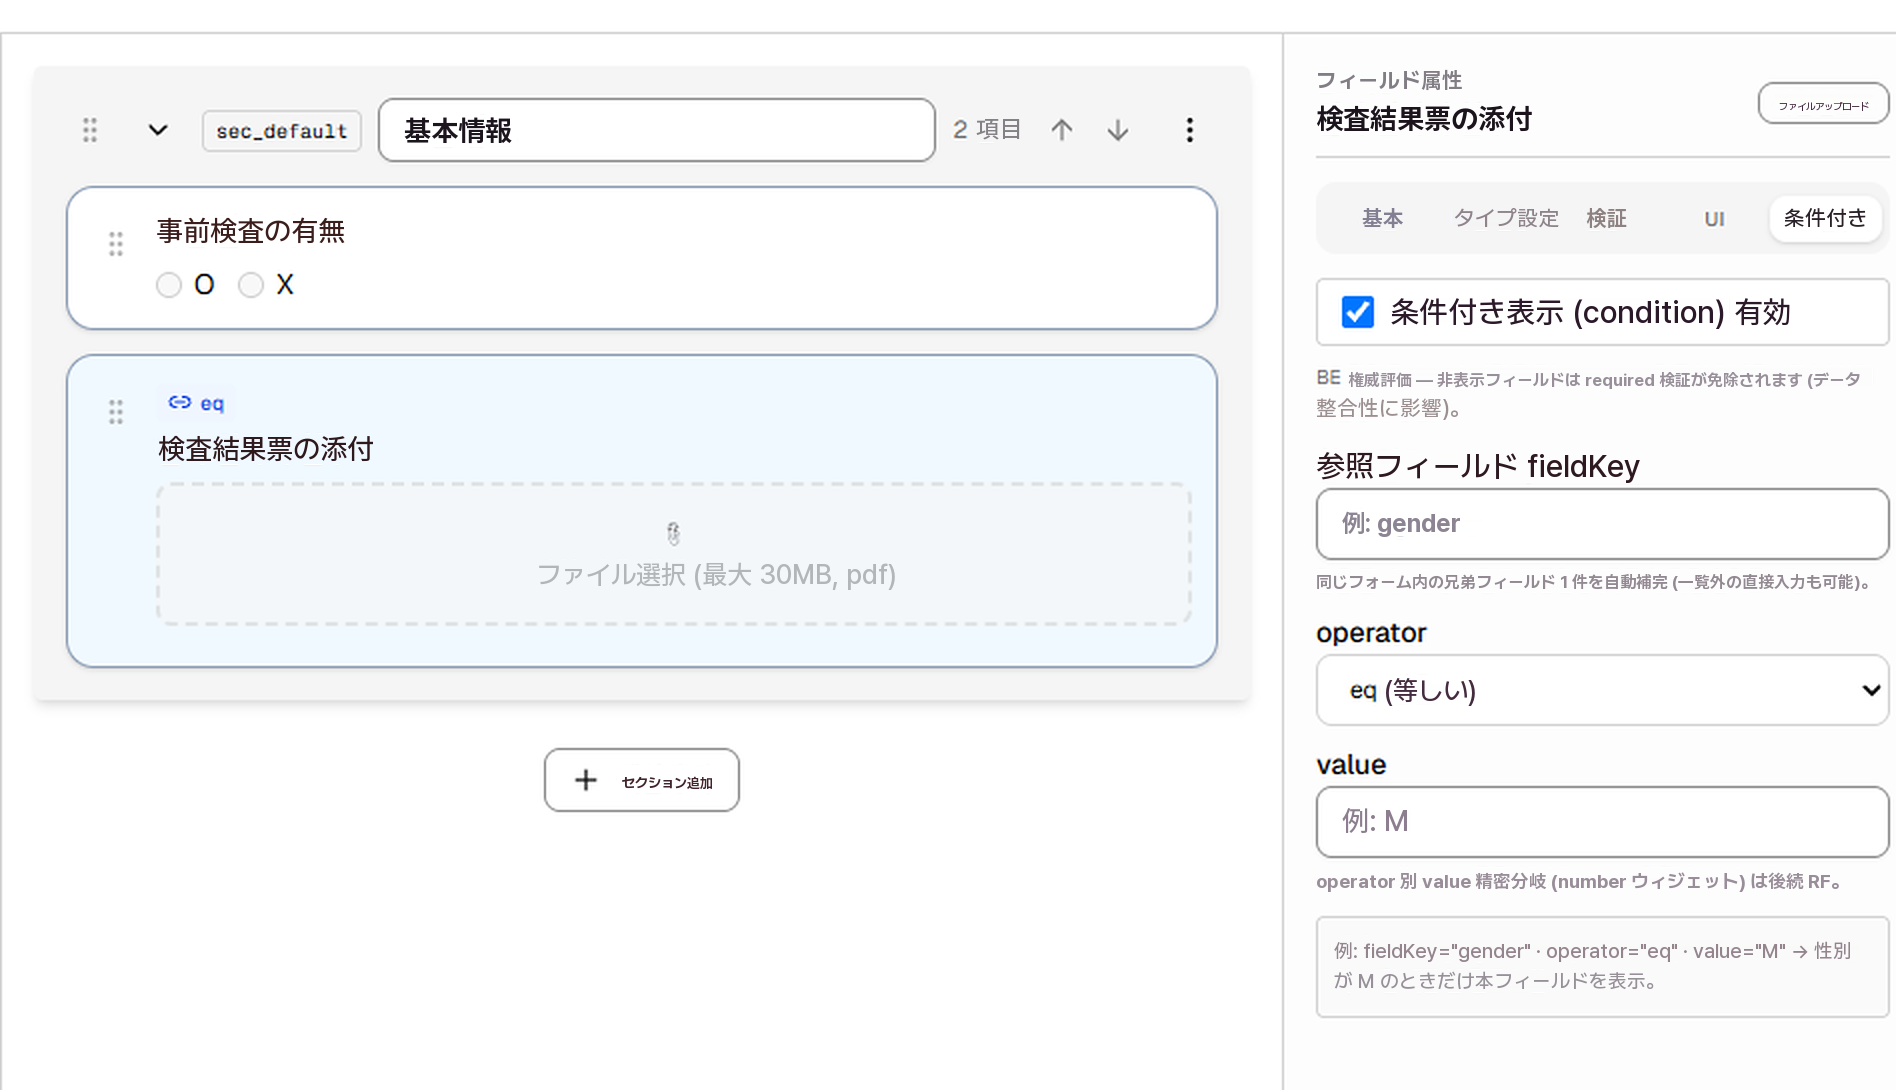 sec_default
基本情報
2 項目
事前検査の有無
O X
eq
検査結果票の添付
ファイル選択 (最大 30MB, pdf)
セクション追加
フィールド属性
検査結果票の添付
ファイルアップロード
基本 タイプ設定 検証 UI 条件付き
条件付き表示 (condition) 有効
BE 権威評価 — 非表示フィールドは required 検証が免除されます (データ
整合性に影響)。
参照フィールド fieldKey
例: gender
同じフォーム内の兄弟フィールド 1 件を自動補完 (一覧外の直接入力も可能)。
operator
eq (等しい)
value
例: M
operator 別 value 精密分岐 (number ウィジェット) は後続 RF。
例: fieldKey="gender" · operator="eq" · value="M" → 性別
が M のときだけ本フィールドを表示。